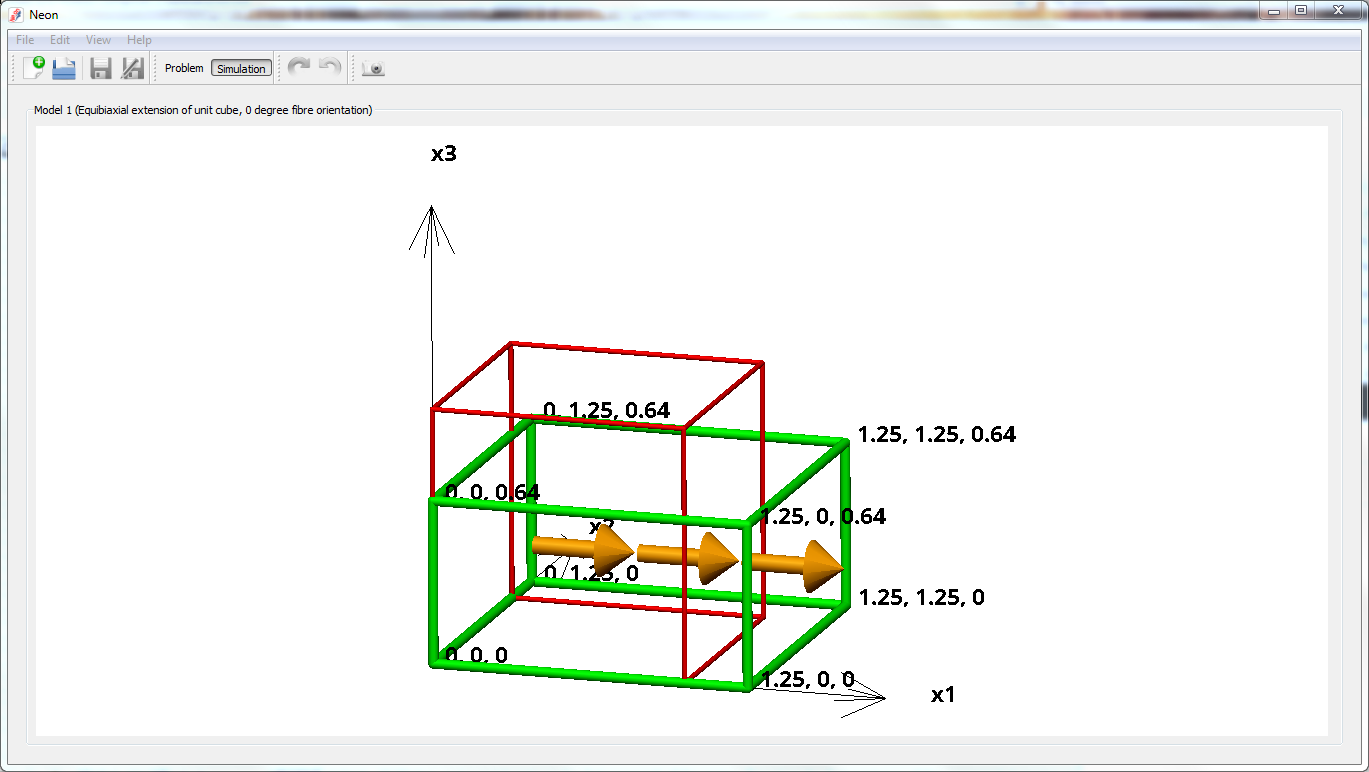 Neon
File Edit View Help
Problem Simulation
Model 1 (Equibiaxial extension of unit cube, 0 degree fibre orientation)
x3
0, 1.25, 0.64
1.25, 1.25, 0.64
0, 0, 0.64
1.25, 0, 0.64
x2
0, 1.25, 0
1.25, 1.25, 0
0, 0, 0
1.25, 0, 0
x1